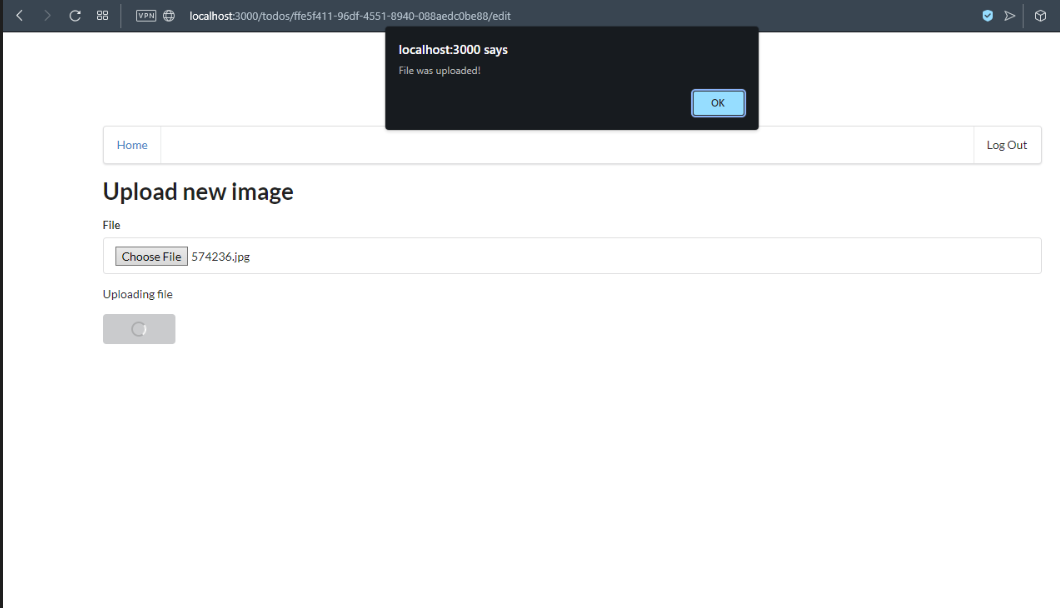 VPN localhost:3000/todos/ffe5f411-96df-4551-8940-088aedc0be88/edit
localhost:3000 says
File was uploaded!
OK
Home Log Out
Upload new image
File
Choose File 574236.jpg
Uploading file